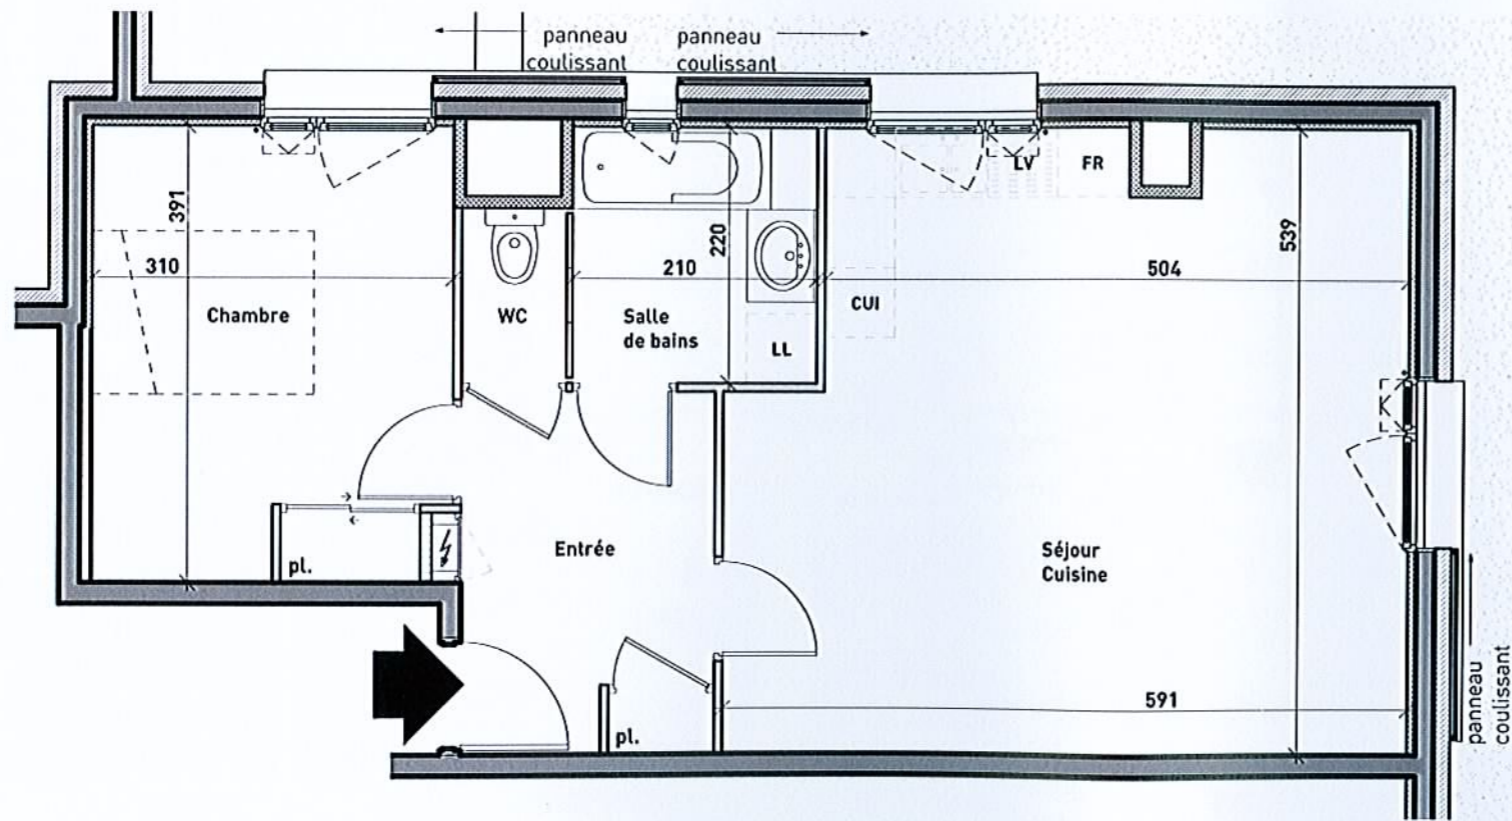 panneau
coulissant
panneau
coulissant
LV
FR
391
220
539
310
210
504
Chambre
WC
Salle
de bains
CUI
LL
Entrée
Séjour
Cuisine
pl.
591
pl.
panneau
coulissant